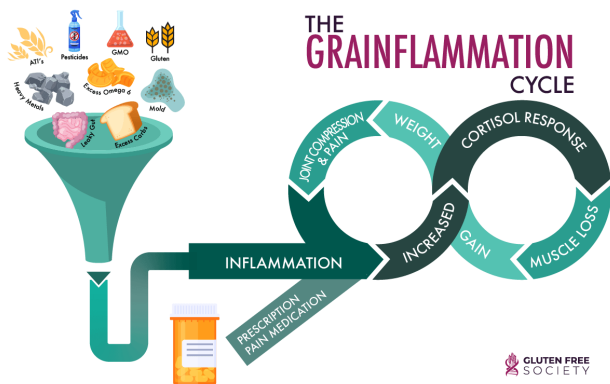 THE
GRAINFLAMMATION
CYCLE
ATI's
Pesticides
GMO
Gluten
Heavy Metals
Excess Omega 6
Mold
Leaky Gut
Excess Carbs
JOINT COMPRESSION
& PAIN
WEIGHT
CORTISOL RESPONSE
INFLAMMATION
INCREASED
GAIN
MUSCLE LOSS
PRESCRIPTION
PAIN MEDICATION
GLUTEN FREE
SOCIETY